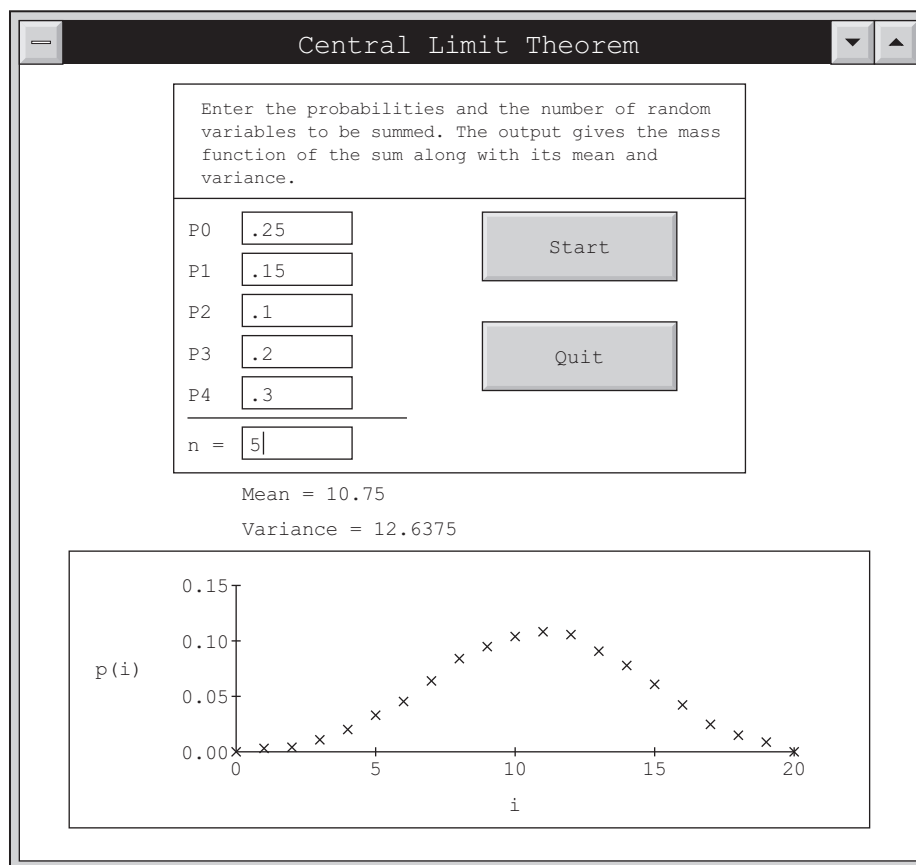 Central Limit Theorem
Enter the probabilities and the number of random
variables to be summed. The output gives the mass
function of the sum along with its mean and
variance.
P0 .25
P1 .15
P2 .1
P3 .2
P4 .3
n = 5
Start
Quit
Mean = 10.75
Variance = 12.6375
0.15
0.10
p(i)
0.05
0.00
0 5 10 15 20
i